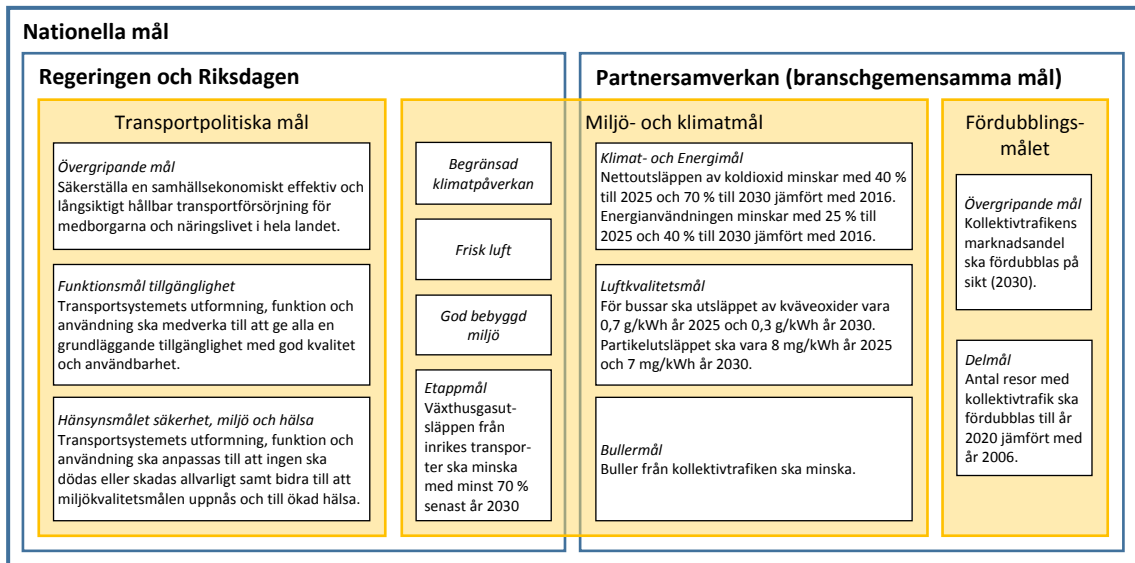 Nationella mål
Regeringen och Riksdagen
Transportpolitiska mål
Övergripande mål
Säkerställa en samhällsekonomiskt effektiv och
långsiktigt hållbar transportförsörjning för
medborgarna och näringslivet i hela landet.
Funktionsmål tillgänglighet
Transportsystemets utformning, funktion och
användning ska medverka till att ge alla en
grundläggande tillgänglighet med god kvalitet
och användbarhet.
Hänsynsmålet säkerhet, miljö och hälsa
Transportsystemets utformning, funktion och
användning ska anpassas till att ingen ska
dödas eller skadas allvarligt samt bidra till att
miljökvalitetsmålen uppnås och till ökad hälsa.
Partnersamverkan (branschgemensamma mål)
Miljö- och klimatmål
Begränsad
klimatpåverkan
Frisk luft
God bebyggd
miljö
Etappmål
Växthusgasut-
släppen från
inrikes transpor-
ter ska minska
med minst 70 %
senast år 2030
Klimat- och Energimål
Nettoutsläppen av koldioxid minskar med 40 %
till 2025 och 70 % till 2030 jämfört med 2016.
Energianvändningen minskar med 25 % till
2025 och 40 % till 2030 jämfört med 2016.
Luftkvalitetsmål
För bussar ska utsläppet av kväveoxider vara
0,7 g/kWh år 2025 och 0,3 g/kWh år 2030.
Partikelutsläppet ska vara 8 mg/kWh år 2025
och 7 mg/kWh år 2030.
Bullermål
Buller från kollektivtrafiken ska minska.
Fördubblings-
målet
Övergripande mål
Kollektivtrafikens
marknadsandel
ska fördubblas på
sikt (2030).
Delmål
Antal resor med
kollektivtrafik ska
fördubblas till år
2020 jämfört med
år 2006.